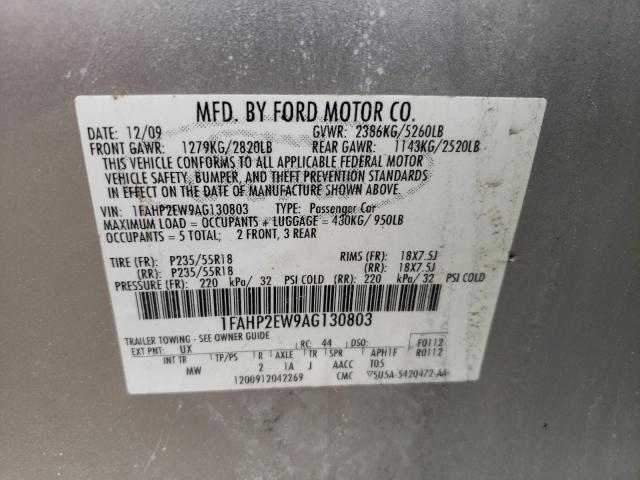 MFD. BY FORD MOTOR CO.
DATE: 12/09 GVWR: 2386KG/5260LB
FRONT GAWR: 1279KG/2820LB REAR GAWR: 1143KG/2520LB
THIS VEHICLE CONFORMS TO ALL APPLICABLE FEDERAL MOTOR
VEHICLE SAFETY, BUMPER, AND THEFT PREVENTION STANDARDS
IN EFFECT ON THE DATE OF MANUFACTURE SHOWN ABOVE.
VIN: 1FAHP2EW9AG130803 TYPE: Passenger Car
MAXIMUM LOAD = OCCUPANTS + LUGGAGE = 430KG/ 950LB
OCCUPANTS = 5 TOTAL; 2 FRONT, 3 REAR
TIRE (FR): P235/55R18 RIMS (FR): 18X7.5J
(RR): P235/55R18 (RR): 18X7.5J
PRESSURE (FR): 220 kPa/ 32 PSI COLD (RR): 220 kPa/ 32 PSI COLD
1FAHP2EW9AG130803
TRAILER TOWING - SEE OWNER GUIDE
EXT PNT: UX RC: 44 DSO: F0112
R0112
INT TR TP/PS R AXLE TR SPR APH1F
MW 2 1A J AACC T05
1200912042269 CMC ▽5U5A-5420472-AA